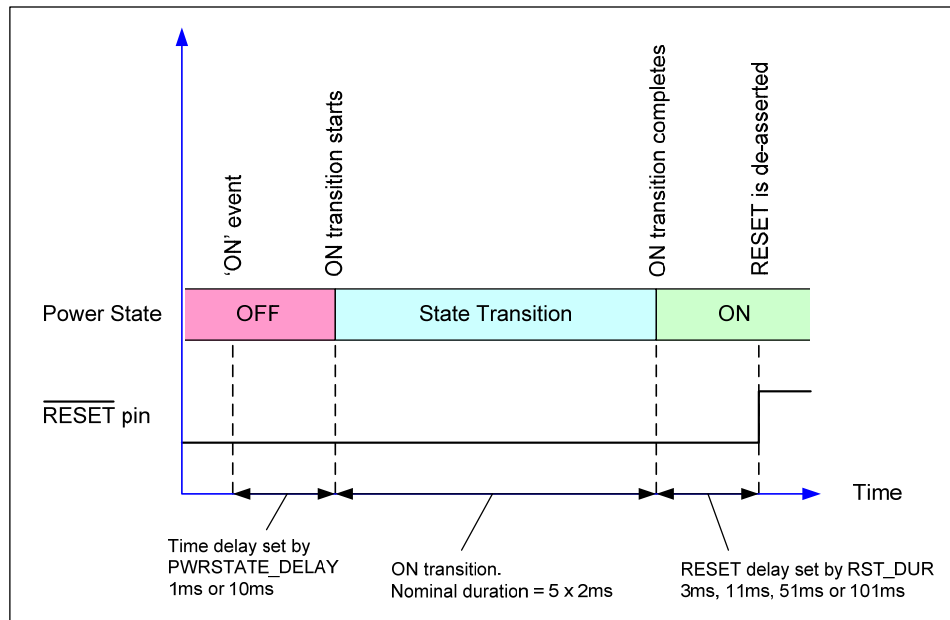 'ON' event
ON transition starts
ON transition completes
RESET is de-asserted
Power State
OFF
State Transition
ON
RESET pin
Time
Time delay set by
PWRSTATE_DELAY
1ms or 10ms
ON transition.
Nominal duration = 5 x 2ms
RESET delay set by RST_DUR
3ms, 11ms, 51ms or 101ms